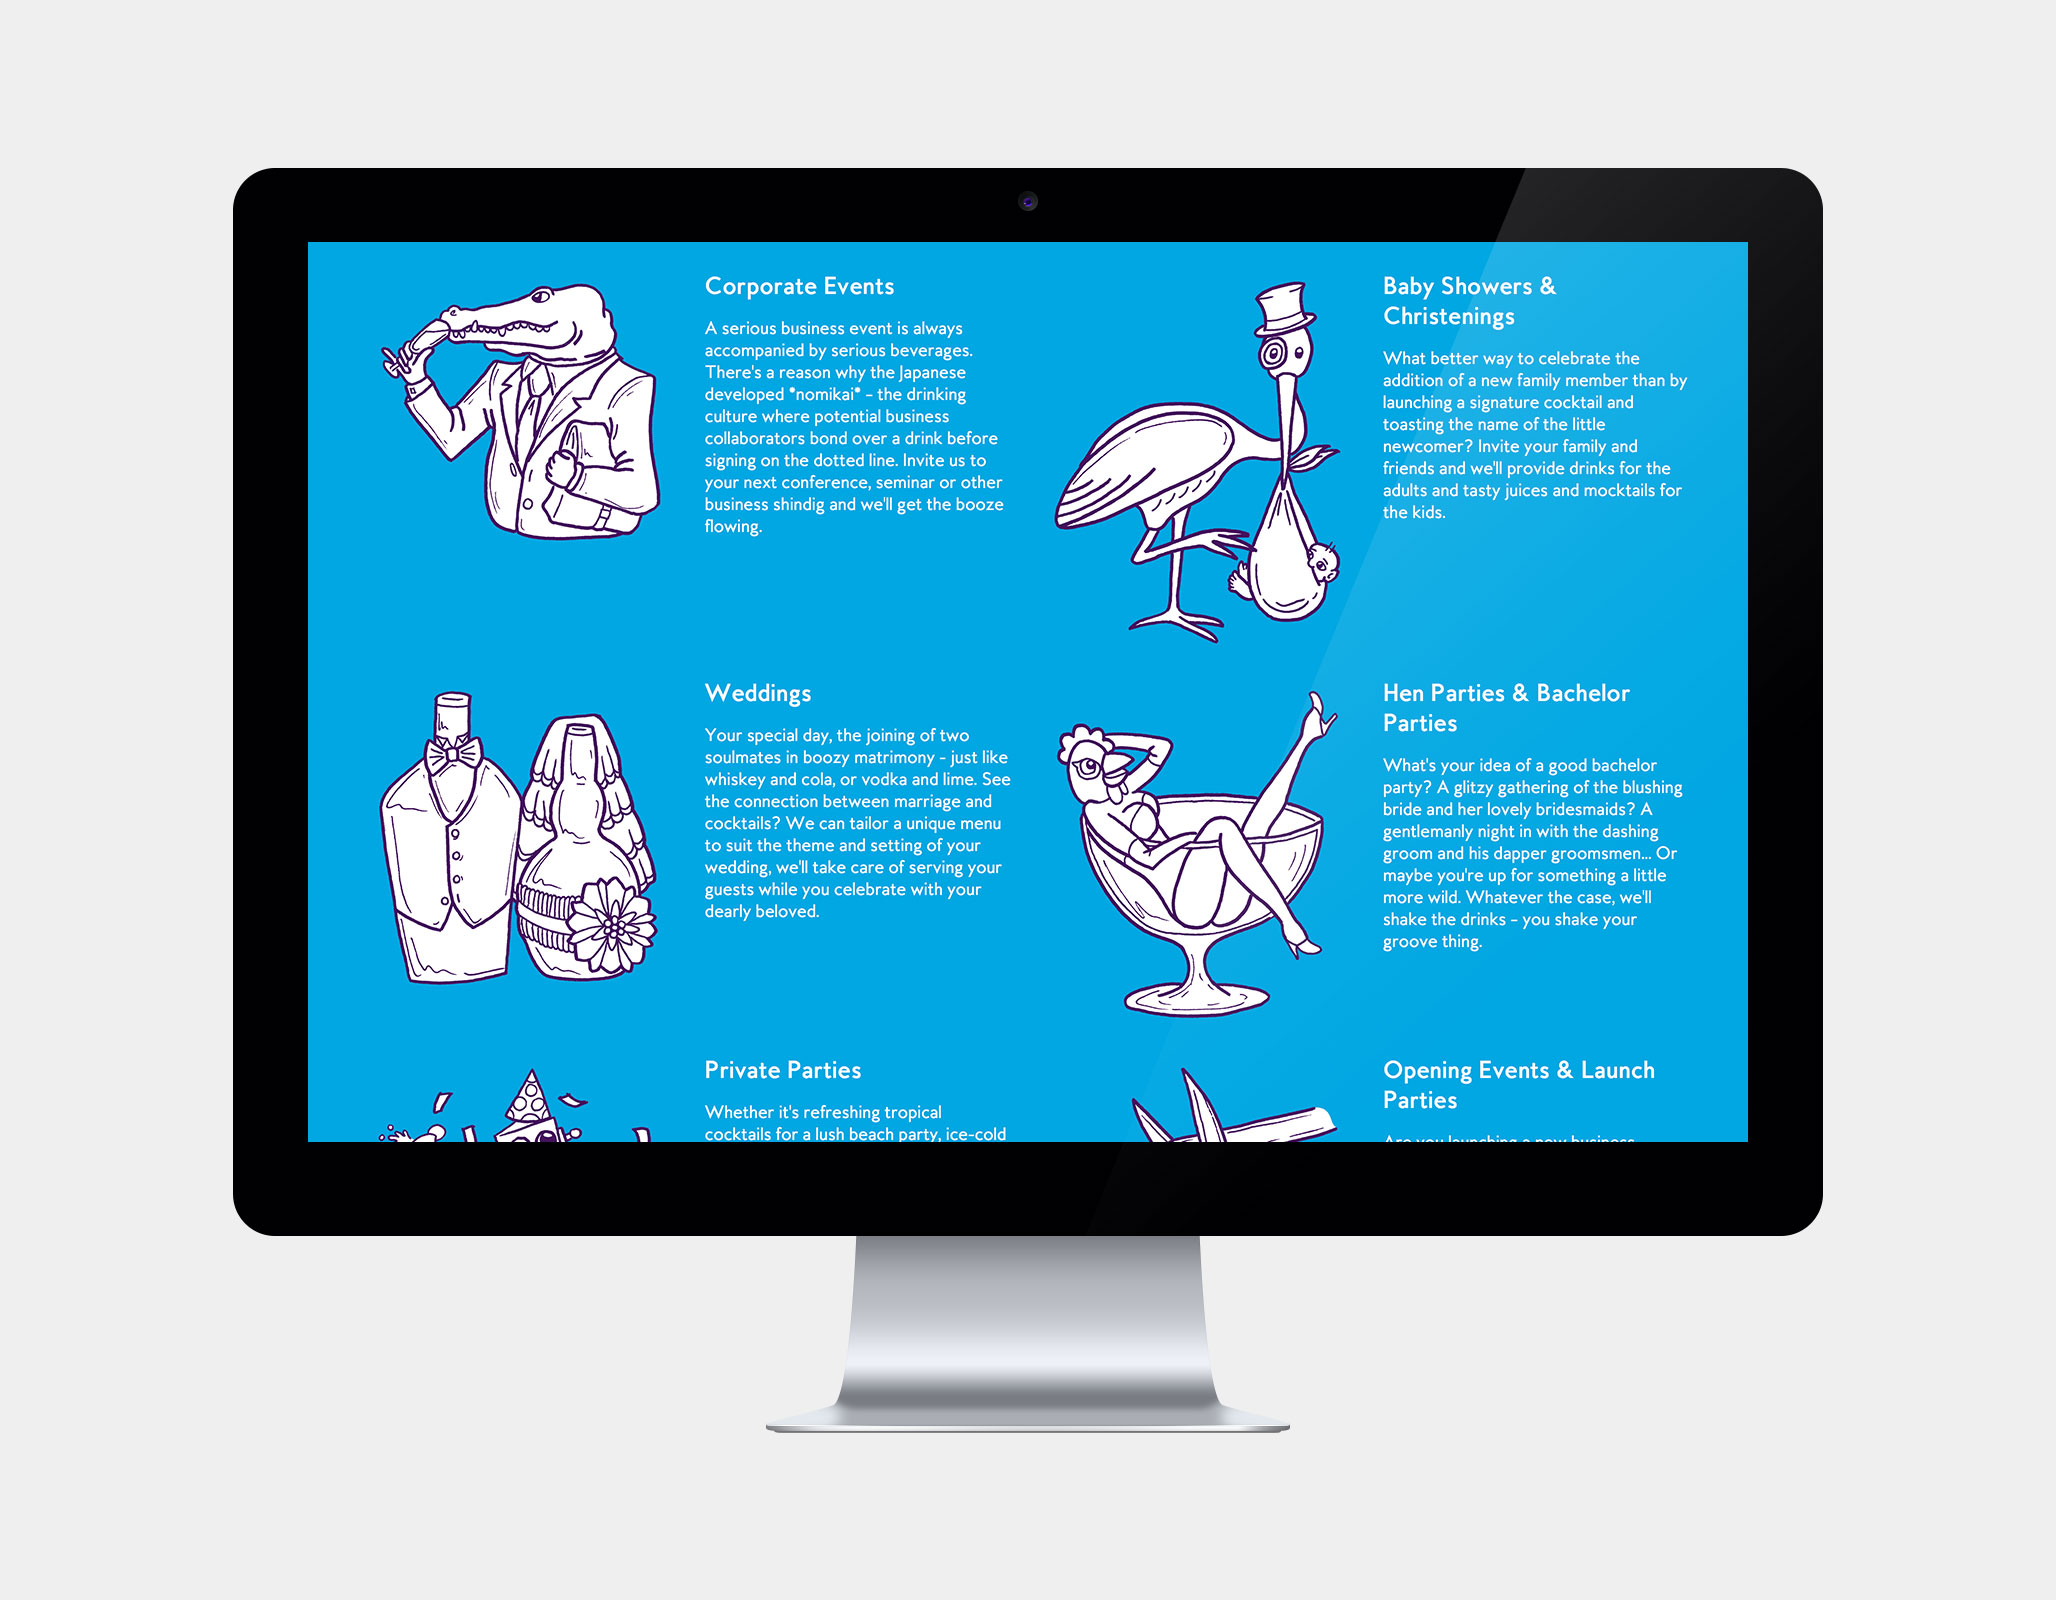 Corporate Events
A serious business event is always
accompanied by serious beverages.
There's a reason why the Japanese
developed *nomikai* - the drinking
culture where potential business
collaborators bond over a drink before
signing on the dotted line. Invite us to
your next conference, seminar or other
business shindig and we'll get the booze
flowing.
Baby Showers &
Christenings
What better way to celebrate the
addition of a new family member than by
launching a signature cocktail and
toasting the name of the little
newcomer? Invite your family and
friends and we'll provide drinks for the
adults and tasty juices and mocktails for
the kids.
Weddings
Your special day, the joining of two
soulmates in boozy matrimony - just like
whiskey and cola, or vodka and lime. See
the connection between marriage and
cocktails? We can tailor a unique menu
to suit the theme and setting of your
wedding, we'll take care of serving your
guests while you celebrate with your
dearly beloved.
Hen Parties & Bachelor
Parties
What's your idea of a good bachelor
party? A glitzy gathering of the blushing
bride and her lovely bridesmaids? A
gentlemanly night in with the dashing
groom and his dapper groomsmen... Or
maybe you're up for something a little
more wild. Whatever the case, we'll
shake the drinks - you shake your
groove thing.
Private Parties
Whether it's refreshing tropical
cocktails for a lush beach party, ice-cold
Opening Events & Launch
Parties
Are you launching a new business